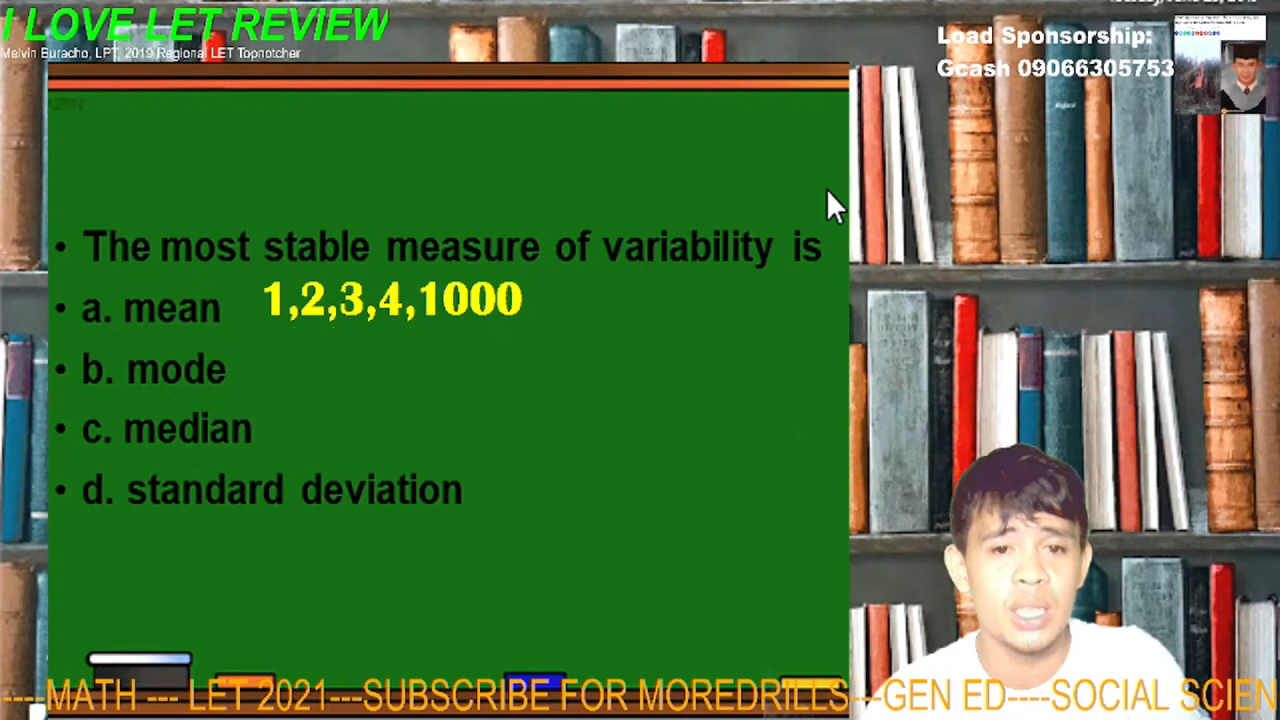 I LOVE LET REVIEW
Melvin Buracho, LPT, 2019 Regional LET Topnotcher
Load Sponsorship:
Gcash 09066305753
• The most stable measure of variability is
• a. mean 1,2,3,4,1000
• b. mode
• c. median
• d. standard deviation
----MATH --- LET 2021---SUBSCRIBE FOR MOREDRILLS---GEN ED----SOCIAL SCIEN